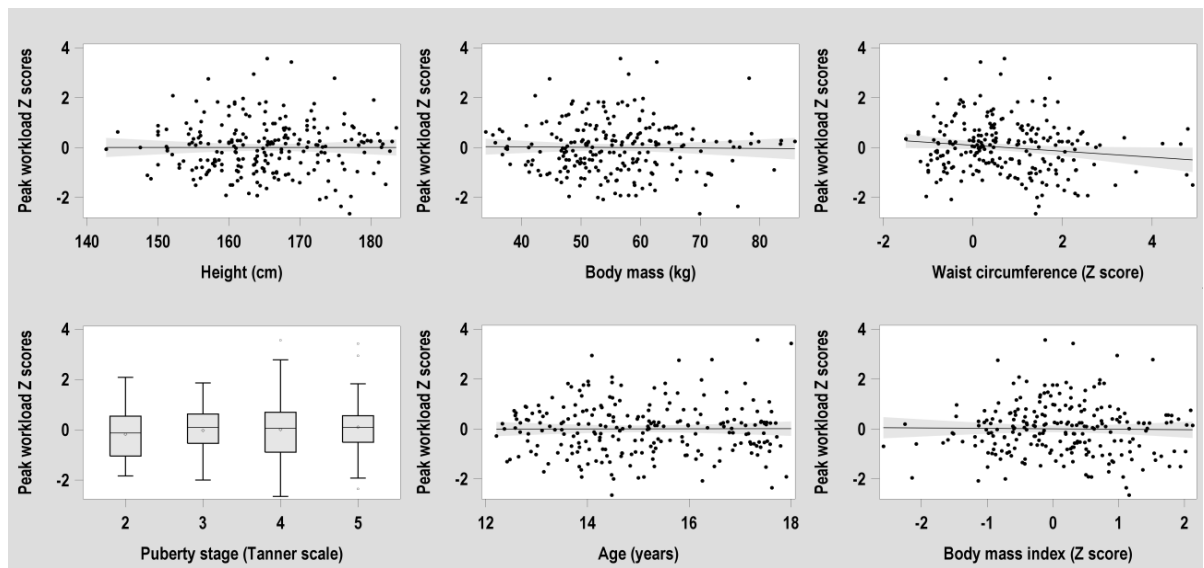 Peak workload Z scores
4
2
0
-2
140 150 160 170 180
Height (cm)
Peak workload Z scores
4
2
0
-2
40 50 60 70 80
Body mass (kg)
Peak workload Z scores
4
2
0
-2
-2 0 2 4
Waist circumference (Z score)
Peak workload Z scores
4
2
0
-2
2 3 4 5
Puberty stage (Tanner scale)
Peak workload Z scores
4
2
0
-2
12 14 16 18
Age (years)
Peak workload Z scores
4
2
0
-2
-2 -1 0 1 2
Body mass index (Z score)